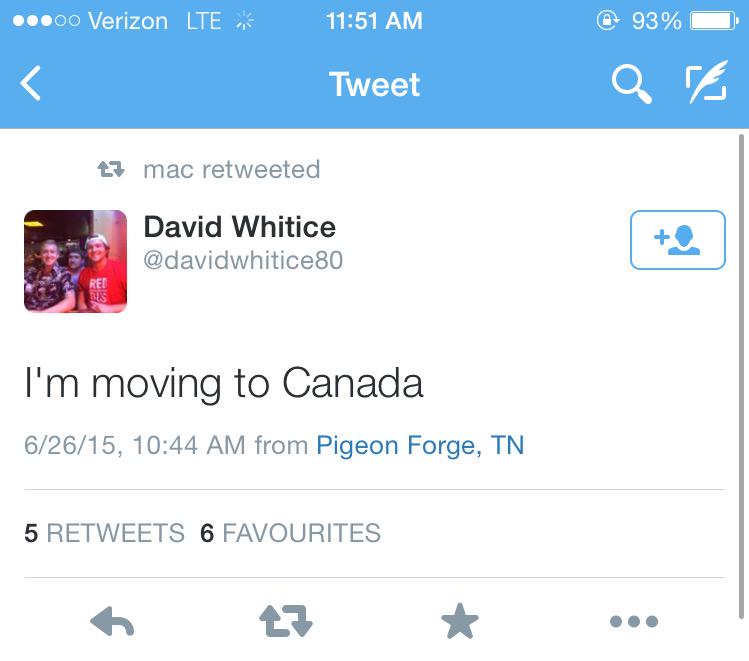 Verizon LTE 11:51 AM 93%
Tweet
mac retweeted
David Whitice
@davidwhitice80
I'm moving to Canada
6/26/15, 10:44 AM from Pigeon Forge, TN
5 RETWEETS 6 FAVOURITES